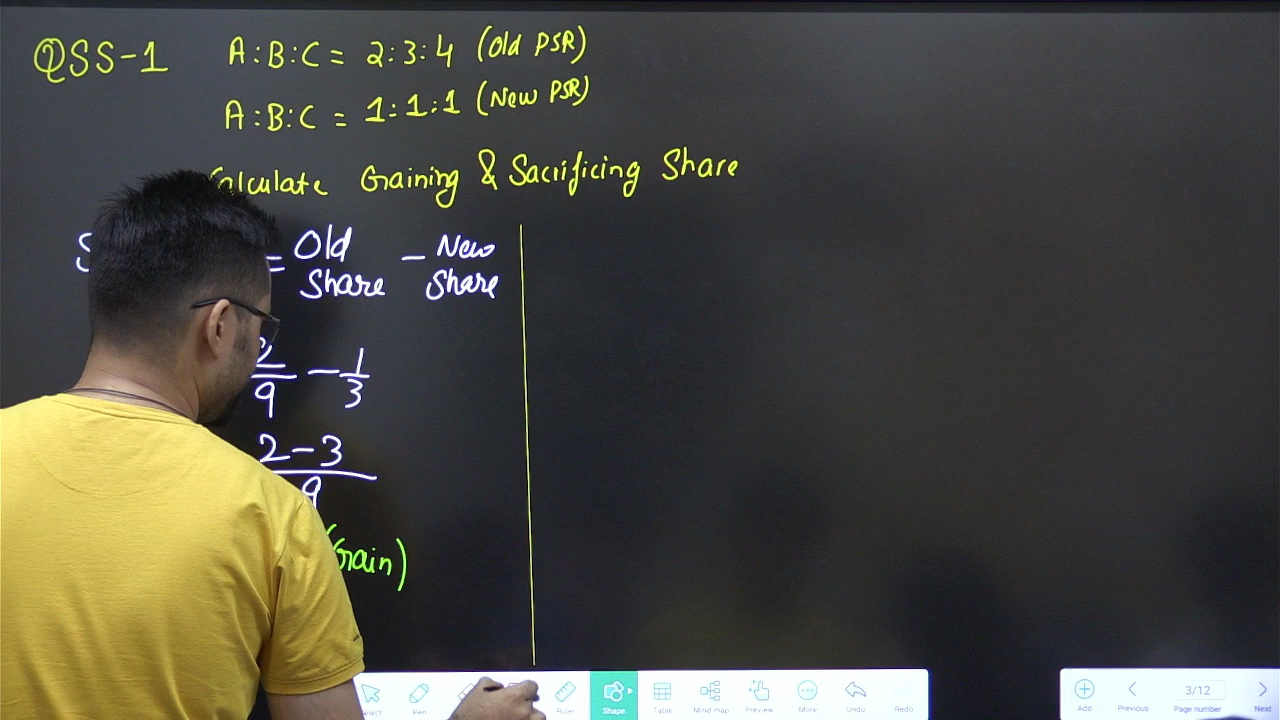 QSS-1 A:B:C = 2:3:4 (Old PSR)
A:B:C = 1:1:1 (New PSR)
Calculate Gaining & Sacrificing Share
= Old Share - New Share
2/9 - 1/3
2-3
9
(Gain)
Pen
Ruler
Shape
Table
Mind map
Preview
More
Undo
Redo
Add
Previous
3/12
Page number
Next